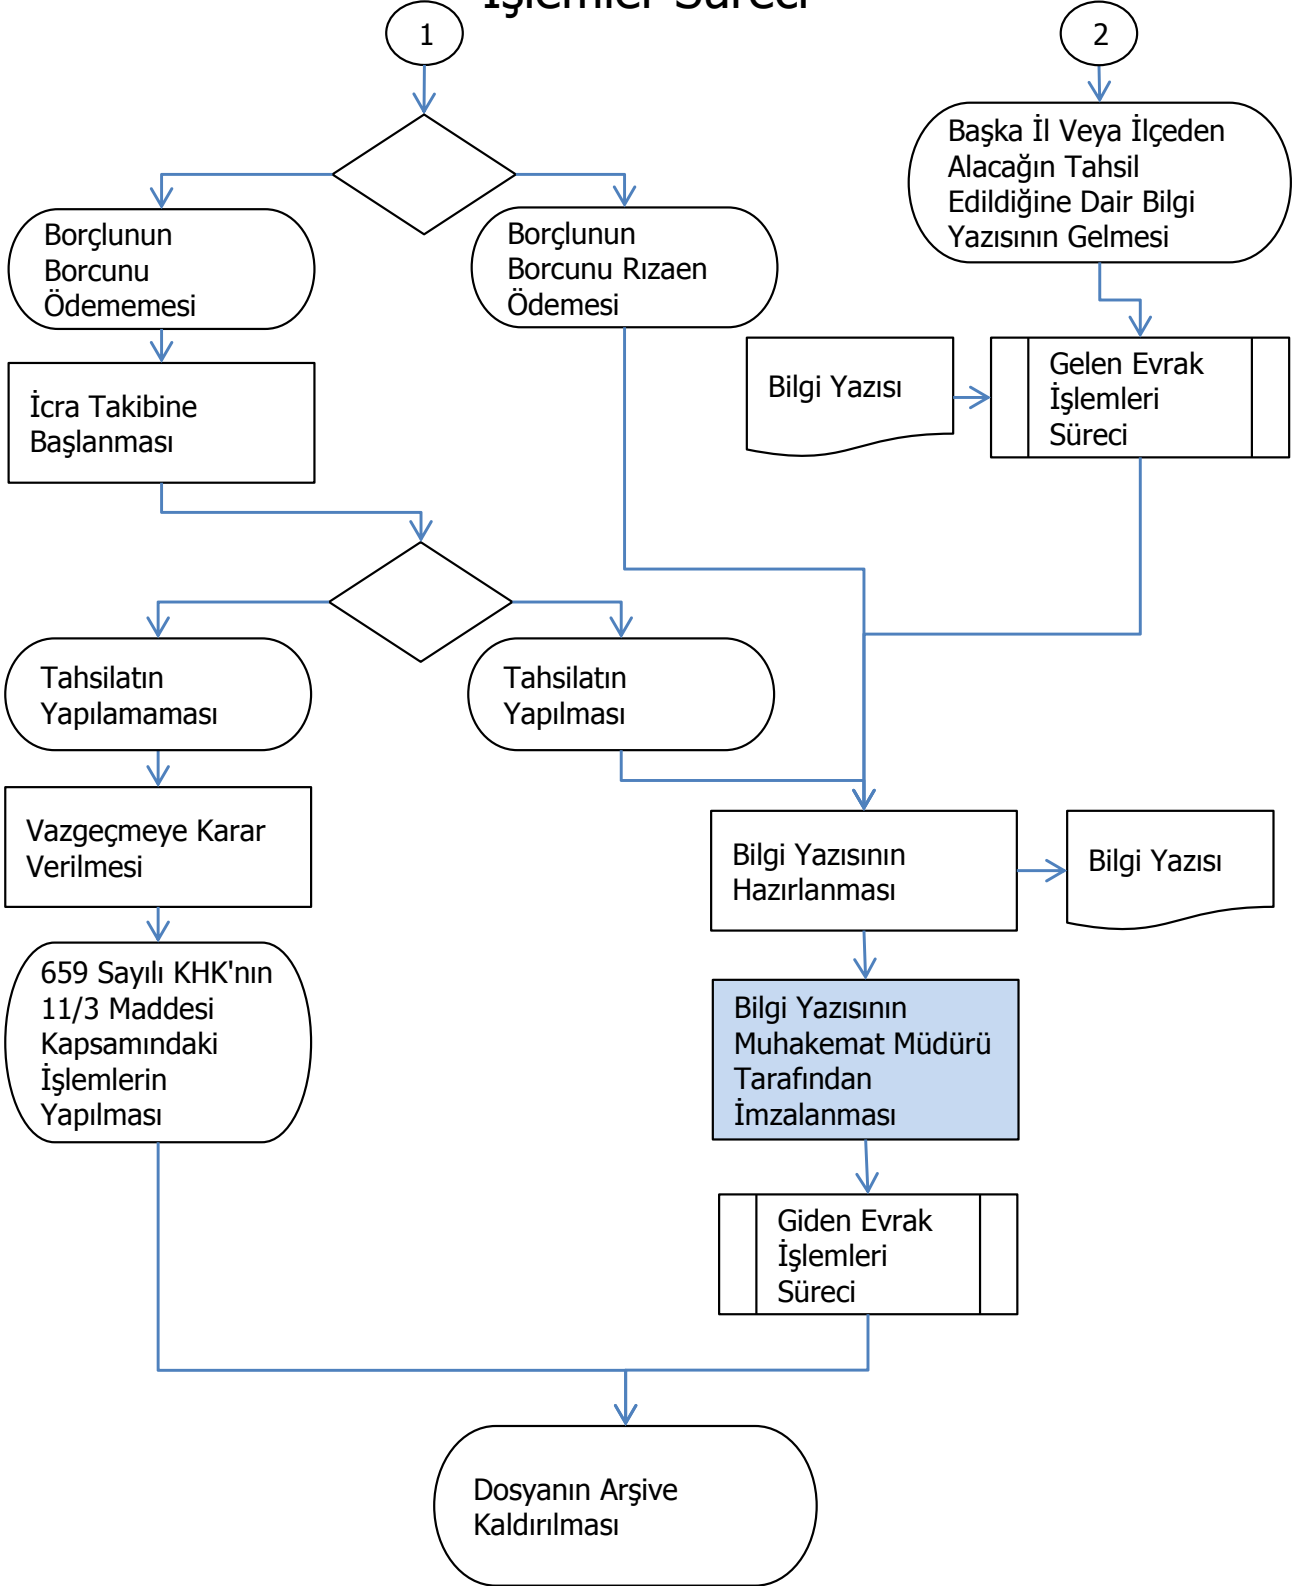 İşlemler Süreci
1
2
Başka İl Veya İlçeden
Alacağın Tahsil
Edildiğine Dair Bilgi
Yazısının Gelmesi
Borçlunun
Borcunu
Ödememesi
Borçlunun
Borcunu Rızaen
Ödemesi
Bilgi Yazısı
Gelen Evrak
İşlemleri
Süreci
İcra Takibine
Başlanması
Tahsilatın
Yapılamaması
Tahsilatın
Yapılması
Vazgeçmeye Karar
Verilmesi
Bilgi Yazısının
Hazırlanması
Bilgi Yazısı
659 Sayılı KHK'nın
11/3 Maddesi
Kapsamındaki
İşlemlerin
Yapılması
Bilgi Yazısının
Muhakemat Müdürü
Tarafından
İmzalanması
Giden Evrak
İşlemleri
Süreci
Dosyanın Arşive
Kaldırılması